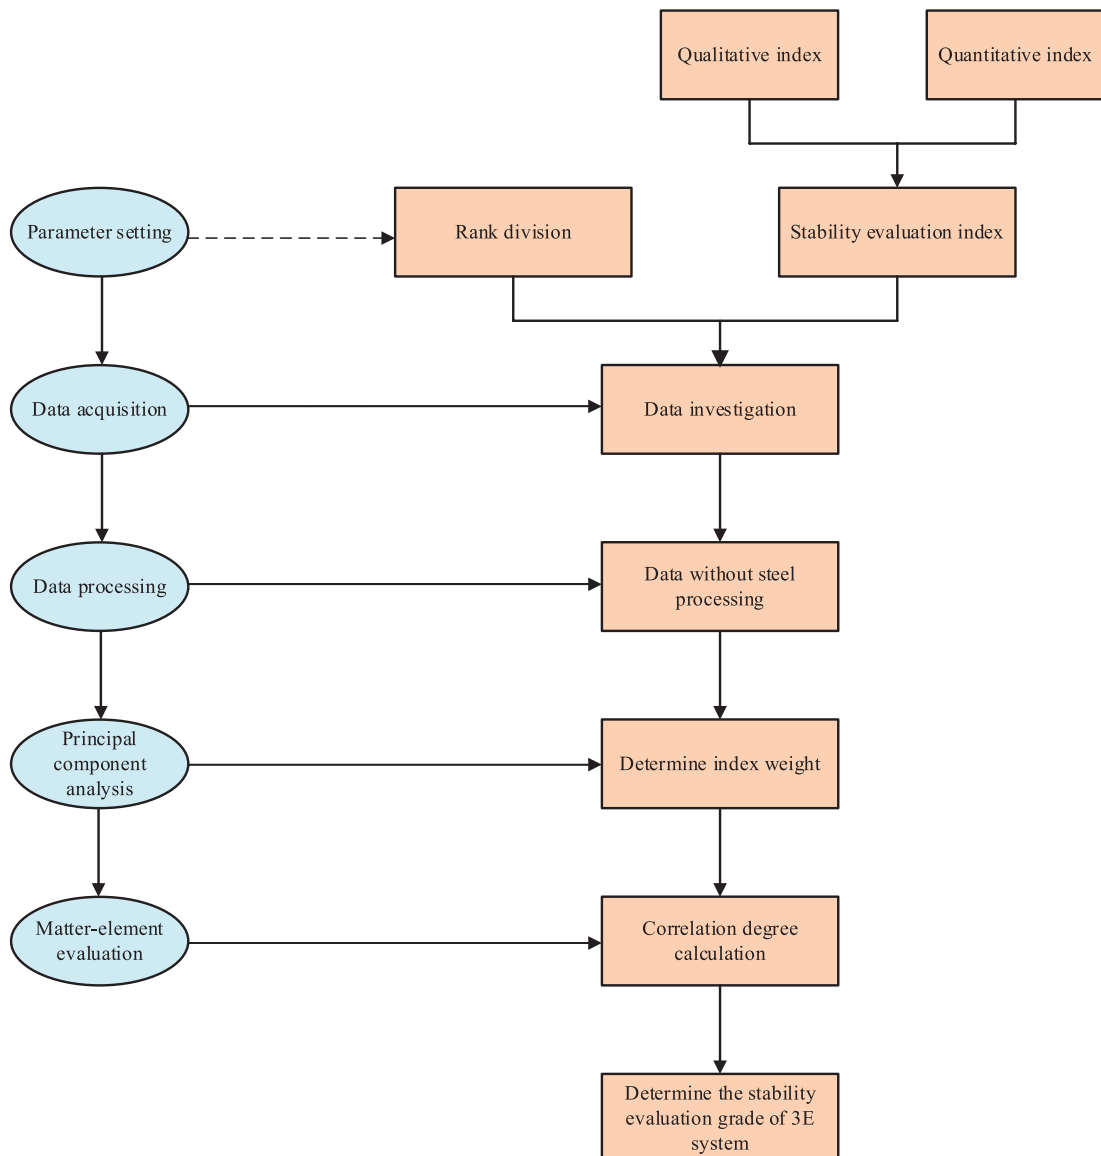 Qualitative index
Quantitative index
Parameter setting
Rank division
Stability evaluation index
Data acquisition
Data investigation
Data processing
Data without steel
processing
Principal
component
analysis
Determine index weight
Matter-element
evaluation
Correlation degree
calculation
Determine the stability
evaluation grade of 3E
system